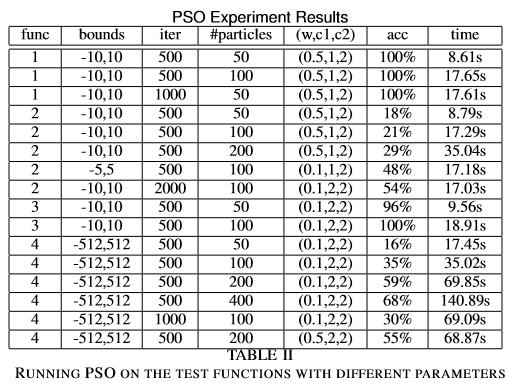 PSO Experiment Results
func bounds iter #particles (w,c1,c2) acc time
1 -10,10 500 50 (0.5,1,2) 100% 8.61s
1 -10,10 500 100 (0.5,1,2) 100% 17.65s
1 -10,10 1000 50 (0.5,1,2) 100% 17.61s
2 -10,10 500 50 (0.5,1,2) 18% 8.79s
2 -10,10 500 100 (0.5,1,2) 21% 17.29s
2 -10,10 500 200 (0.5,1,2) 29% 35.04s
2 -5,5 500 100 (0.1,1,2) 48% 17.18s
2 -10,10 2000 100 (0.1,2,2) 54% 17.03s
3 -10,10 500 50 (0.1,2,2) 96% 9.56s
3 -10,10 500 100 (0.1,2,2) 100% 18.91s
4 -512,512 500 50 (0.1,2,2) 16% 17.45s
4 -512,512 500 100 (0.1,2,2) 35% 35.02s
4 -512,512 500 200 (0.1,2,2) 59% 69.85s
4 -512,512 500 400 (0.1,2,2) 68% 140.89s
4 -512,512 1000 100 (0.1,2,2) 30% 69.09s
4 -512,512 500 200 (0.5,2,2) 55% 68.87s
TABLE II
RUNNING PSO ON THE TEST FUNCTIONS WITH DIFFERENT PARAMETERS